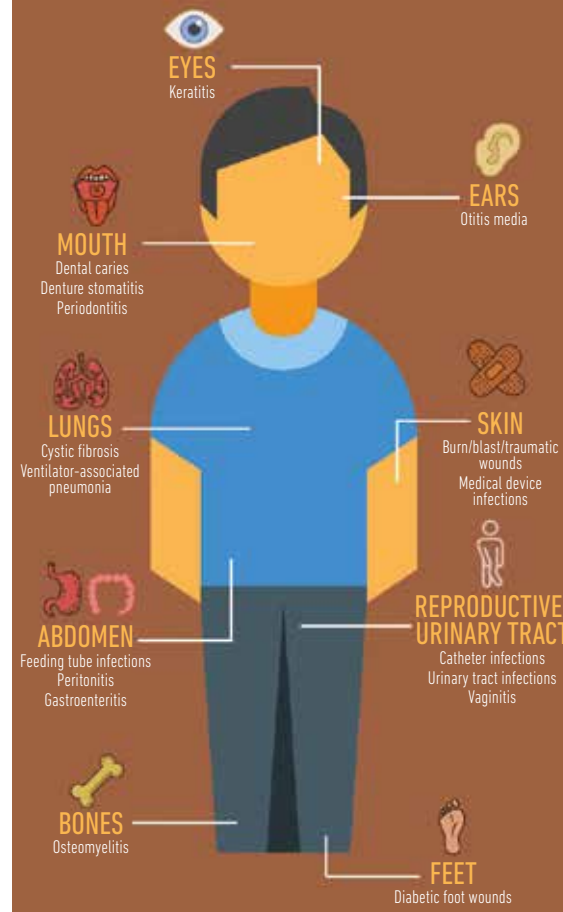 EYES
Keratitis
EARS
Otitis media
MOUTH
Dental caries
Denture stomatitis
Periodontitis
LUNGS
Cystic fibrosis
Ventilator-associated
pneumonia
SKIN
Burn/blast/traumatic
wounds
Medical device
infections
ABDOMEN
Feeding tube infections
Peritonitis
Gastroenteritis
REPRODUCTIVE
URINARY TRACT
Catheter infections
Urinary tract infections
Vaginitis
BONES
Osteomyelitis
FEET
Diabetic foot wounds